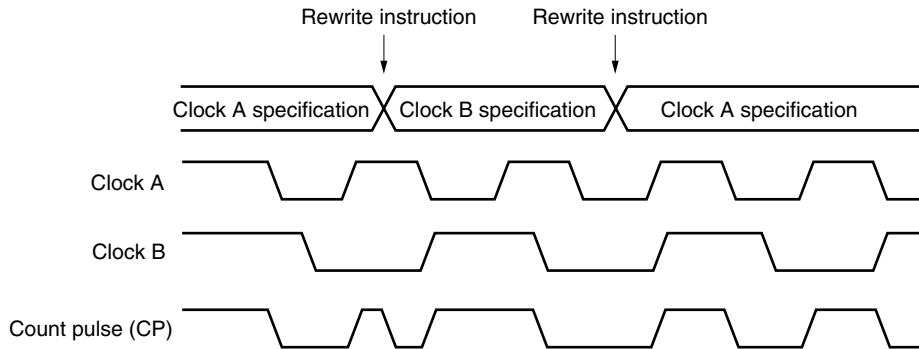 Rewrite instruction Rewrite instruction
Clock A specification Clock B specification Clock A specification
Clock A
Clock B
Count pulse (CP)